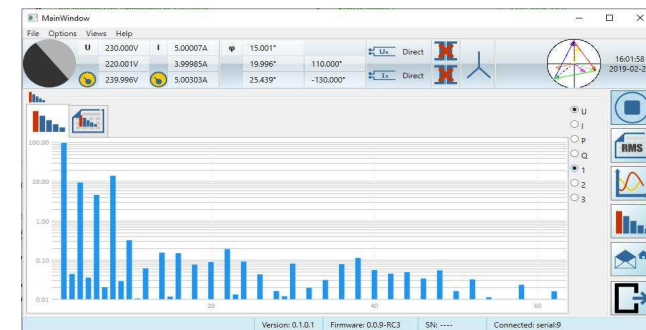 MainWindow
File Options Views Help
U 230.000V I 5.00007A φ 15.001° Ux Direct
220.001V 3.99985A 19.996° 110.000°
239.996V 5.00303A 25.439° -130.000° Ix Direct
16:01:58
2019-02-2
U
I
P
Q
1
2
3
RMS
100.00
10.00
1.00
0.10
0.01
20 40 60
Version: 0.1.0.1 Firmware: 0.0.9-RC3 SN: ---- Connected: serial:9